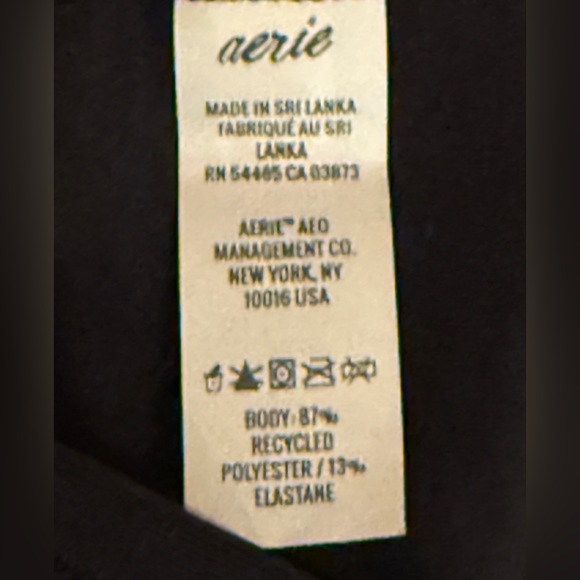 aerie
MADE IN SRI LANKA
FABRIQUÉ AU SRI
LANKA
RN 54485 CA 03873
AERIE™ AEO
MANAGEMENT CO.
NEW YORK, NY
10016 USA
BODY: 87%
RECYCLED
POLYESTER / 13%
ELASTANE